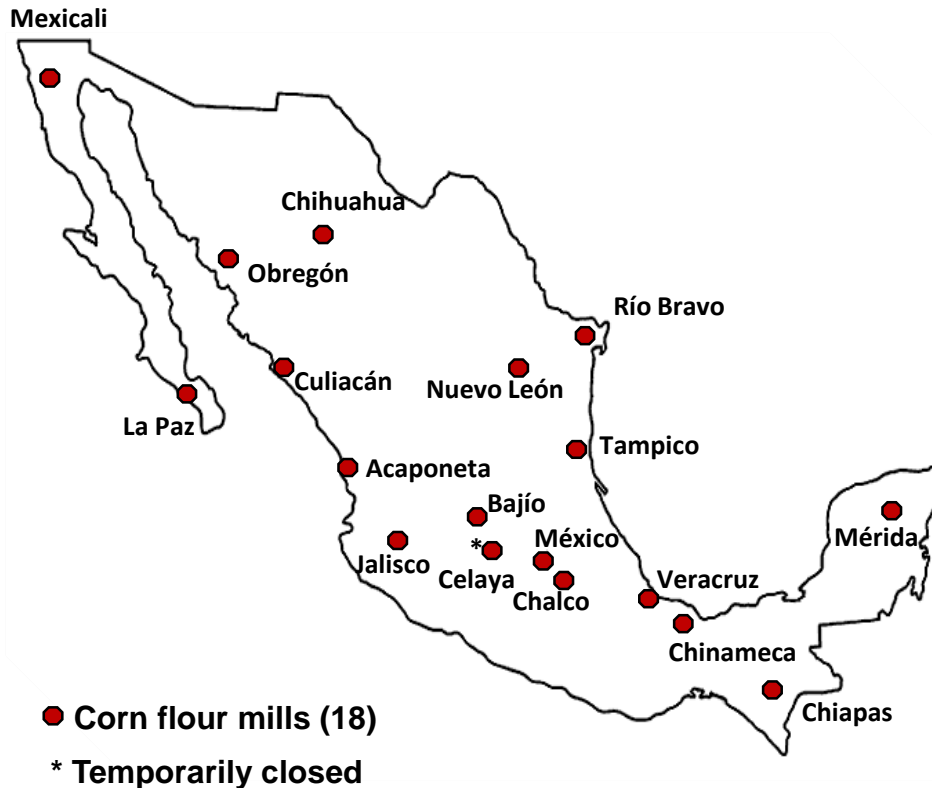 Mexicali
Chihuahua
Obregón
Río Bravo
Culiacán
Nuevo León
La Paz
Tampico
Acaponeta
Bajío
Mérida
México
*
Jalisco
Celaya
Veracruz
Chalco
Chinameca
Chiapas
Corn flour mills (18)
* Temporarily closed